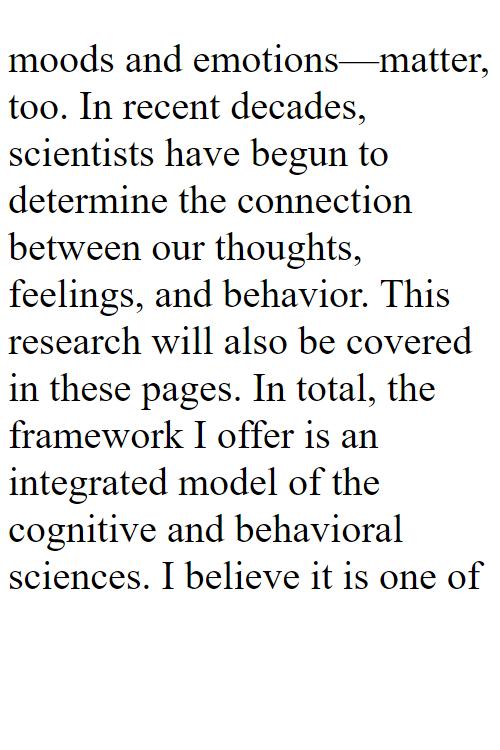 moods and emotions—matter,
too. In recent decades,
scientists have begun to
determine the connection
between our thoughts,
feelings, and behavior. This
research will also be covered
in these pages. In total, the
framework I offer is an
integrated model of the
cognitive and behavioral
sciences. I believe it is one of